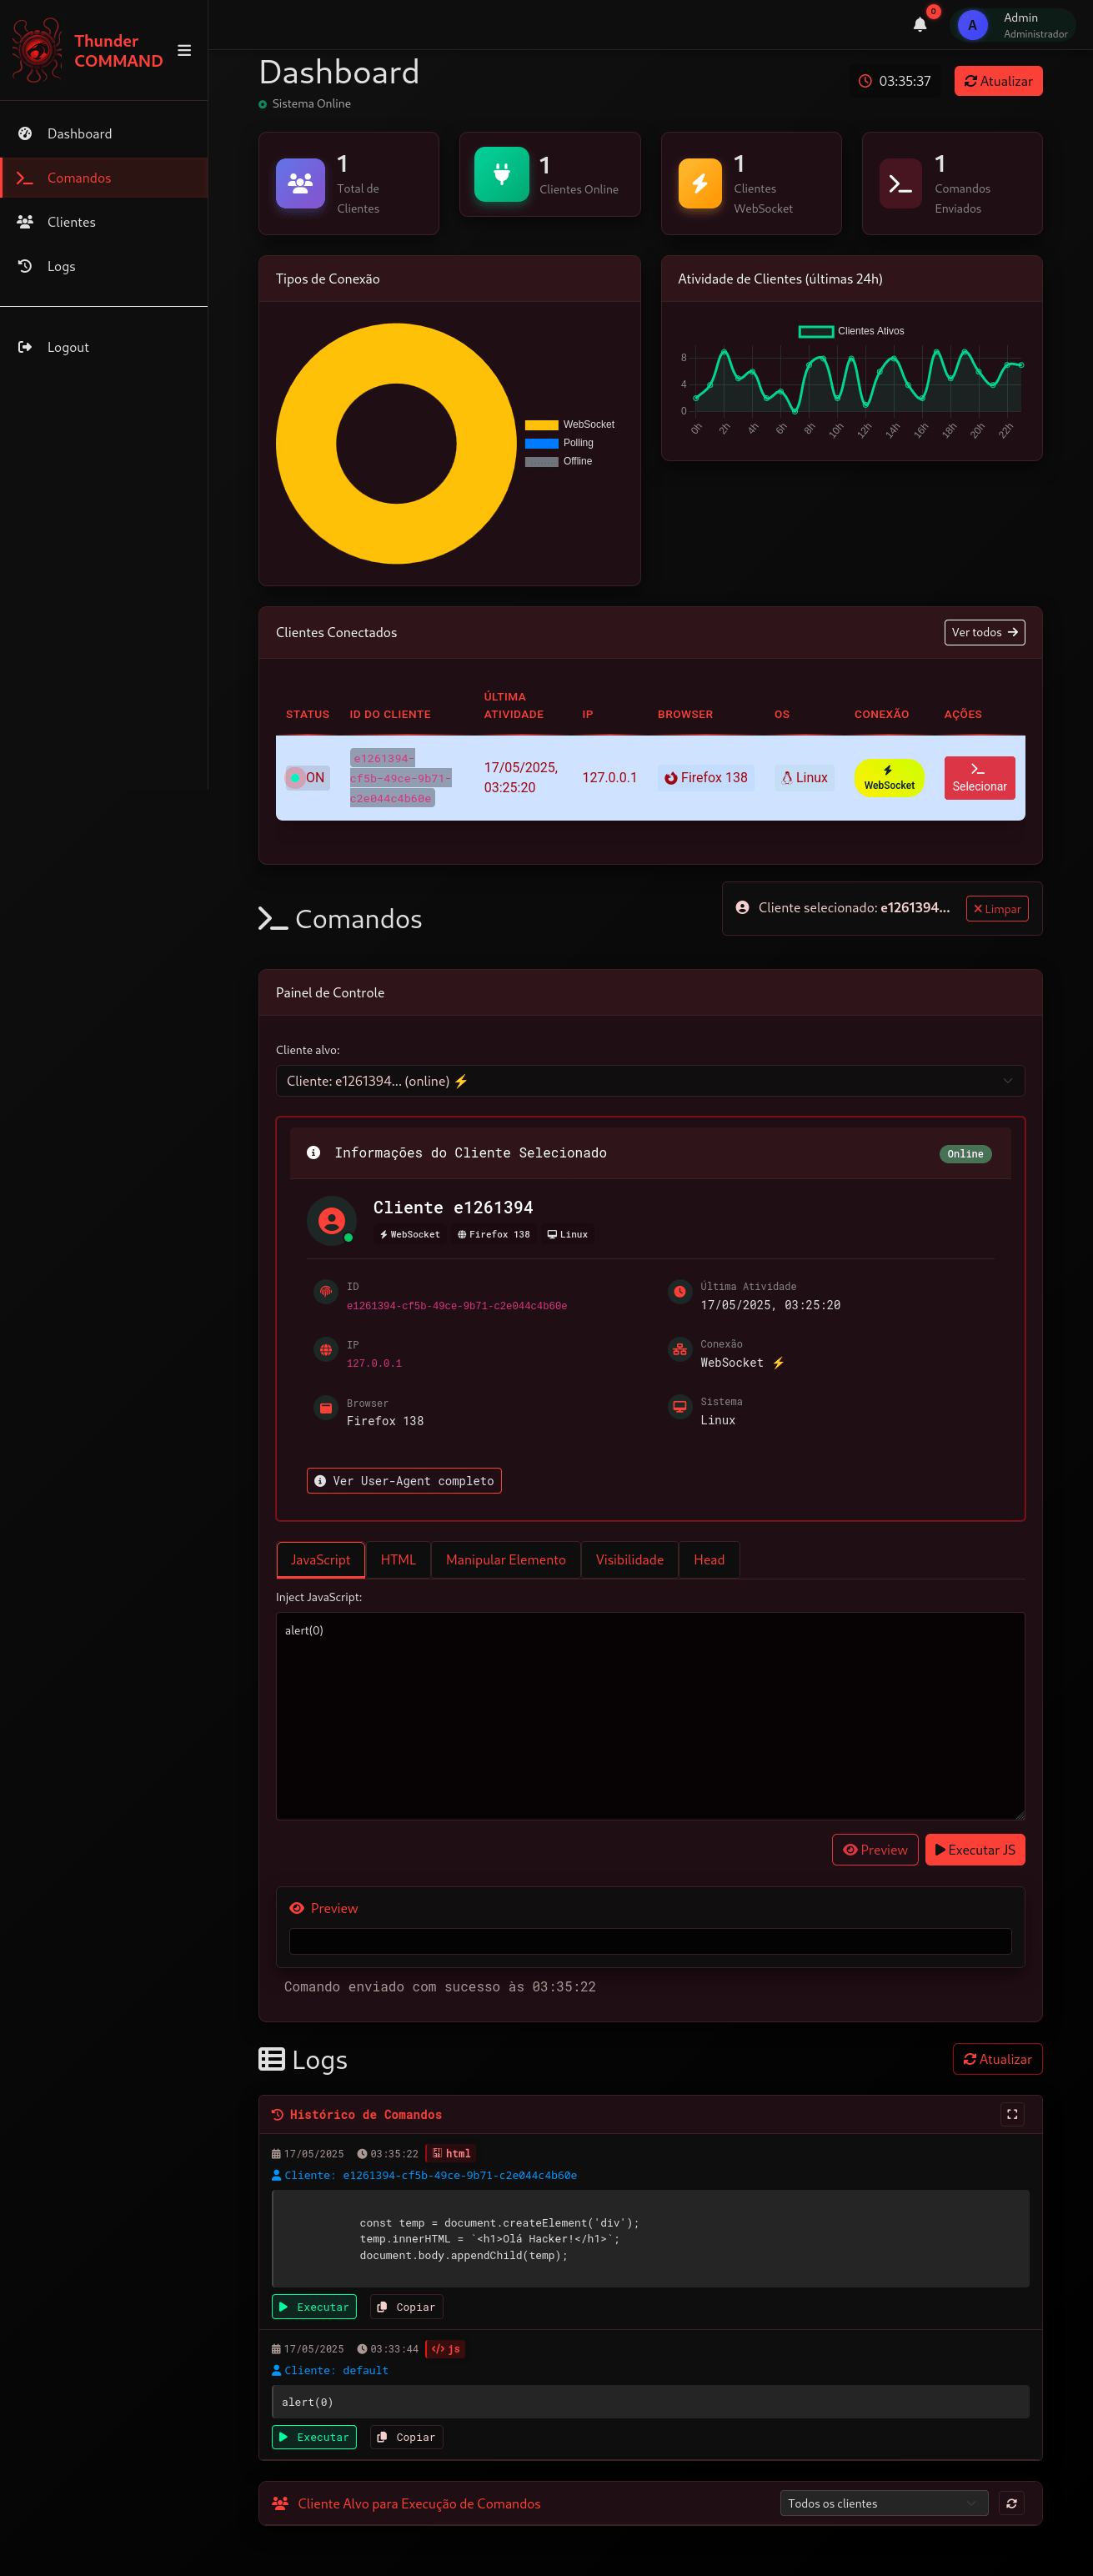 Thunder
COMMAND
Dashboard
Comandos
Clientes
Logs
Logout
0
A
Admin
Administrador
Dashboard
Sistema Online
03:35:37
Atualizar
1
Total de
Clientes
1
Clientes Online
1
Clientes
WebSocket
1
Comandos
Enviados
Tipos de Conexão
WebSocket
Polling
Offline
Atividade de Clientes (últimas 24h)
Clientes Ativos
8
4
0
0h 2h 4h 6h 8h 10h 12h 14h 16h 18h 20h 22h
Clientes Conectados
Ver todos
STATUS ID DO CLIENTE ÚLTIMA ATIVIDADE IP BROWSER OS CONEXÃO AÇÕES
ON
e1261394-
cf5b-49ce-9b71-
c2e044c4b60e
17/05/2025,
03:25:20
127.0.0.1
Firefox 138
Linux
WebSocket
Selecionar
Comandos
Cliente selecionado: e1261394...
Limpar
Painel de Controle
Cliente alvo:
Cliente: e1261394... (online) ⚡
Informações do Cliente Selecionado
Online
Cliente e1261394
WebSocket Firefox 138 Linux
ID
e1261394-cf5b-49ce-9b71-c2e044c4b60e
Última Atividade
17/05/2025, 03:25:20
IP
127.0.0.1
Conexão
WebSocket ⚡
Browser
Firefox 138
Sistema
Linux
Ver User-Agent completo
JavaScript HTML Manipular Elemento Visibilidade Head
Inject JavaScript:
alert(0)
Preview
Executar JS
Preview
Comando enviado com sucesso às 03:35:22
Logs
Atualizar
Histórico de Comandos
17/05/2025 03:35:22 html
Cliente: e1261394-cf5b-49ce-9b71-c2e044c4b60e
const temp = document.createElement('div');
temp.innerHTML = `<h1>Olá Hacker!</h1>`;
document.body.appendChild(temp);
Executar Copiar
17/05/2025 03:33:44 js
Cliente: default
alert(0)
Executar Copiar
Cliente Alvo para Execução de Comandos
Todos os clientes